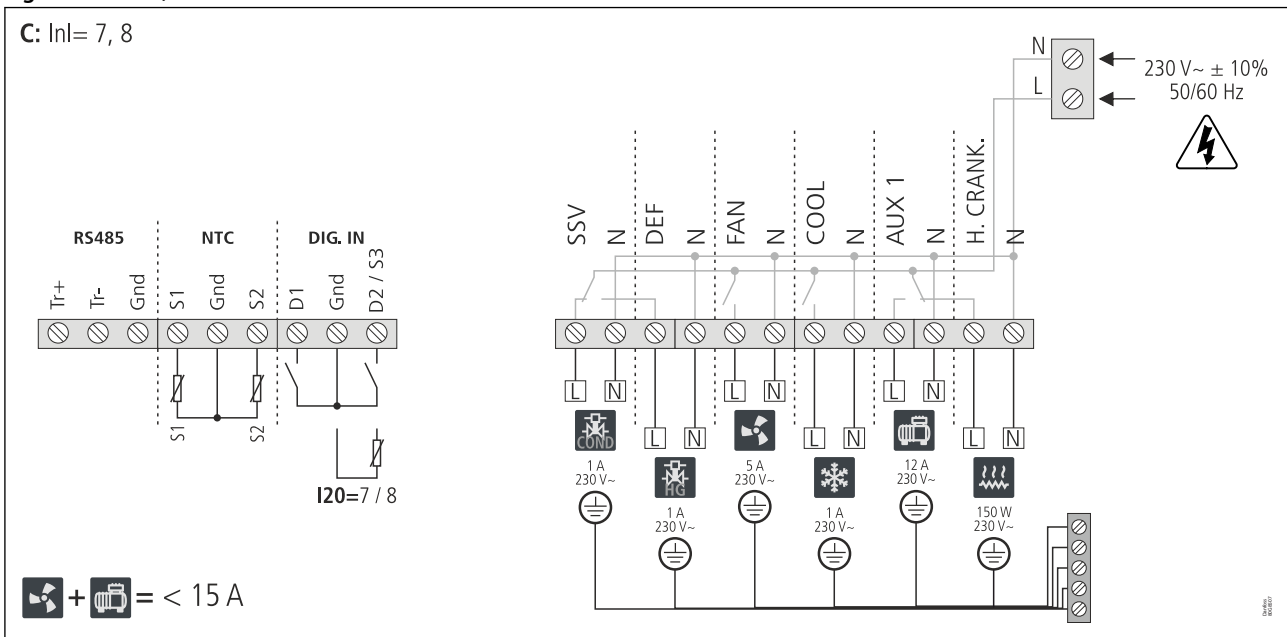 C: InI= 7, 8
N
L
230 V~ ± 10%
50/60 Hz
RS485
NTC
DIG. IN
Tr+
Tr-
Gnd
S1
Gnd
S2
D1
Gnd
D2 / S3
SSV
N
DEF
N
FAN
N
COOL
N
AUX 1
N
H. CRANK.
N
S1
S2
I20=7 / 8
L
N
L
N
L
N
L
N
L
N
L
N
COND
HG
1 A
230 V~
1 A
230 V~
5 A
230 V~
1 A
230 V~
12 A
230 V~
150 W
230 V~
+ = < 15 A
Danfoss